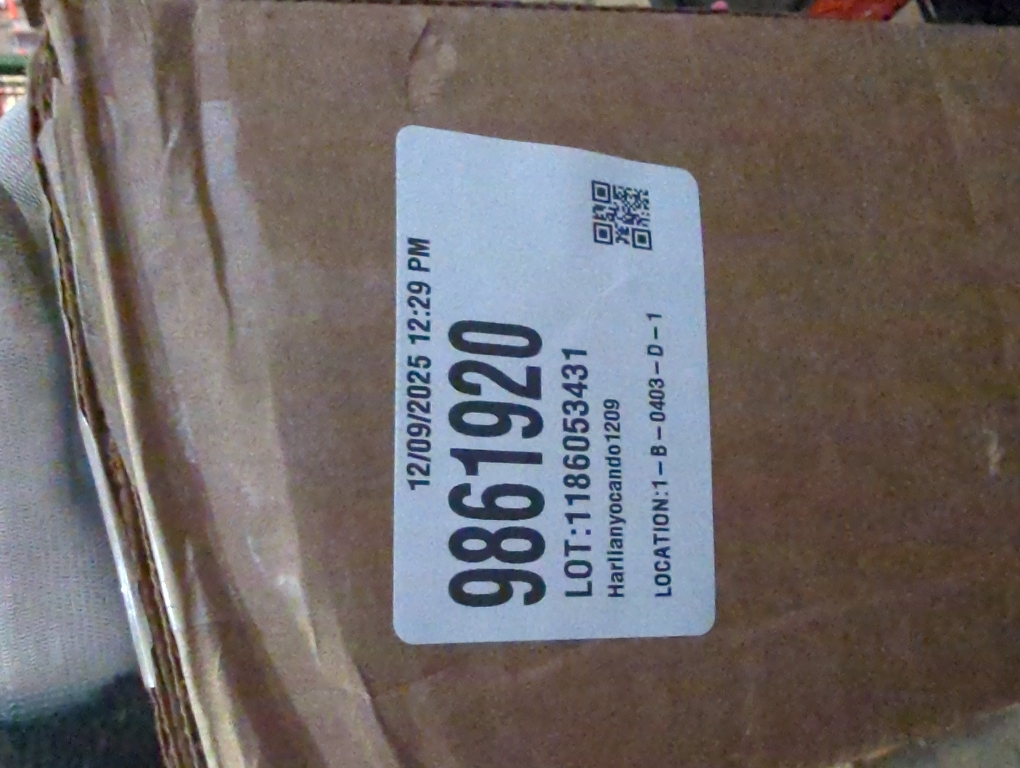 12/09/2025 12:29 PM
9861920
LOT:1186053431
Harlianyocando1209
LOCATION:1-B-0403-D-1